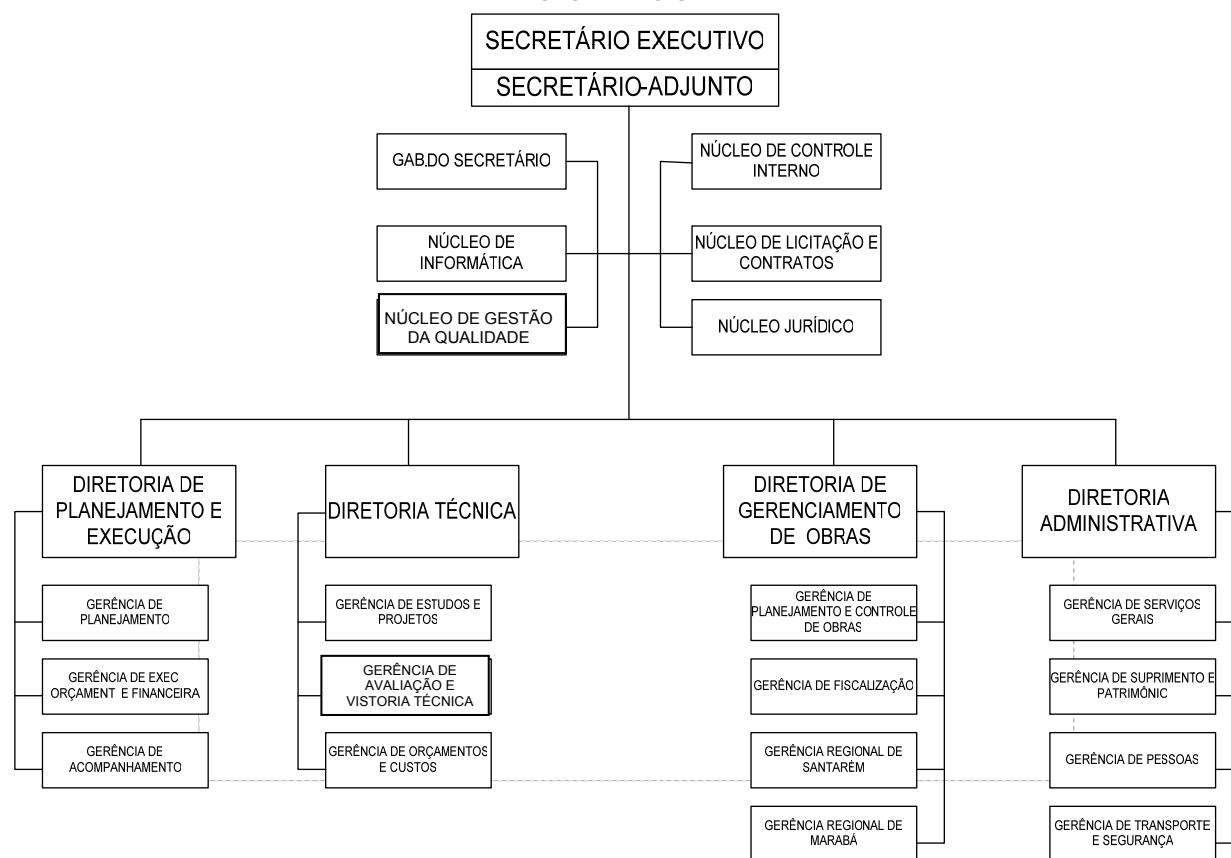 SECRETÁRIO EXECUTIVO
SECRETÁRIO-ADJUNTO
GAB.DO SECRETÁRIO
NÚCLEO DE CONTROLE
INTERNO
NÚCLEO DE
INFORMÁTICA
NÚCLEO DE LICITAÇÃO E
CONTRATOS
NÚCLEO DE GESTÃO
DA QUALIDADE
NÚCLEO JURÍDICO
DIRETORIA DE
PLANEJAMENTO E
EXECUÇÃO
DIRETORIA TÉCNICA
DIRETORIA DE
GERENCIAMENTO
DE OBRAS
DIRETORIA
ADMINISTRATIVA
GERÊNCIA DE
PLANEJAMENTO
GERÊNCIA DE ESTUDOS E
PROJETOS
GERÊNCIA DE
PLANEJAMENTO E CONTROLE
DE OBRAS
GERÊNCIA DE SERVIÇOS
GERAIS
GERÊNCIA DE EXEC
ORÇAMENT E FINANCEIRA
GERÊNCIA DE
AVALIAÇÃO E
VISTORIA TÉCNICA
GERÊNCIA DE FISCALIZAÇÃO
GERÊNCIA DE SUPRIMENTO E
PATRIMÔNIO
GERÊNCIA DE
ACOMPANHAMENTO
GERÊNCIA DE ORÇAMENTOS
E CUSTOS
GERÊNCIA REGIONAL DE
SANTARÉM
GERÊNCIA DE PESSOAS
GERÊNCIA REGIONAL DE
MARABÁ
GERÊNCIA DE TRANSPORTE
E SEGURANÇA